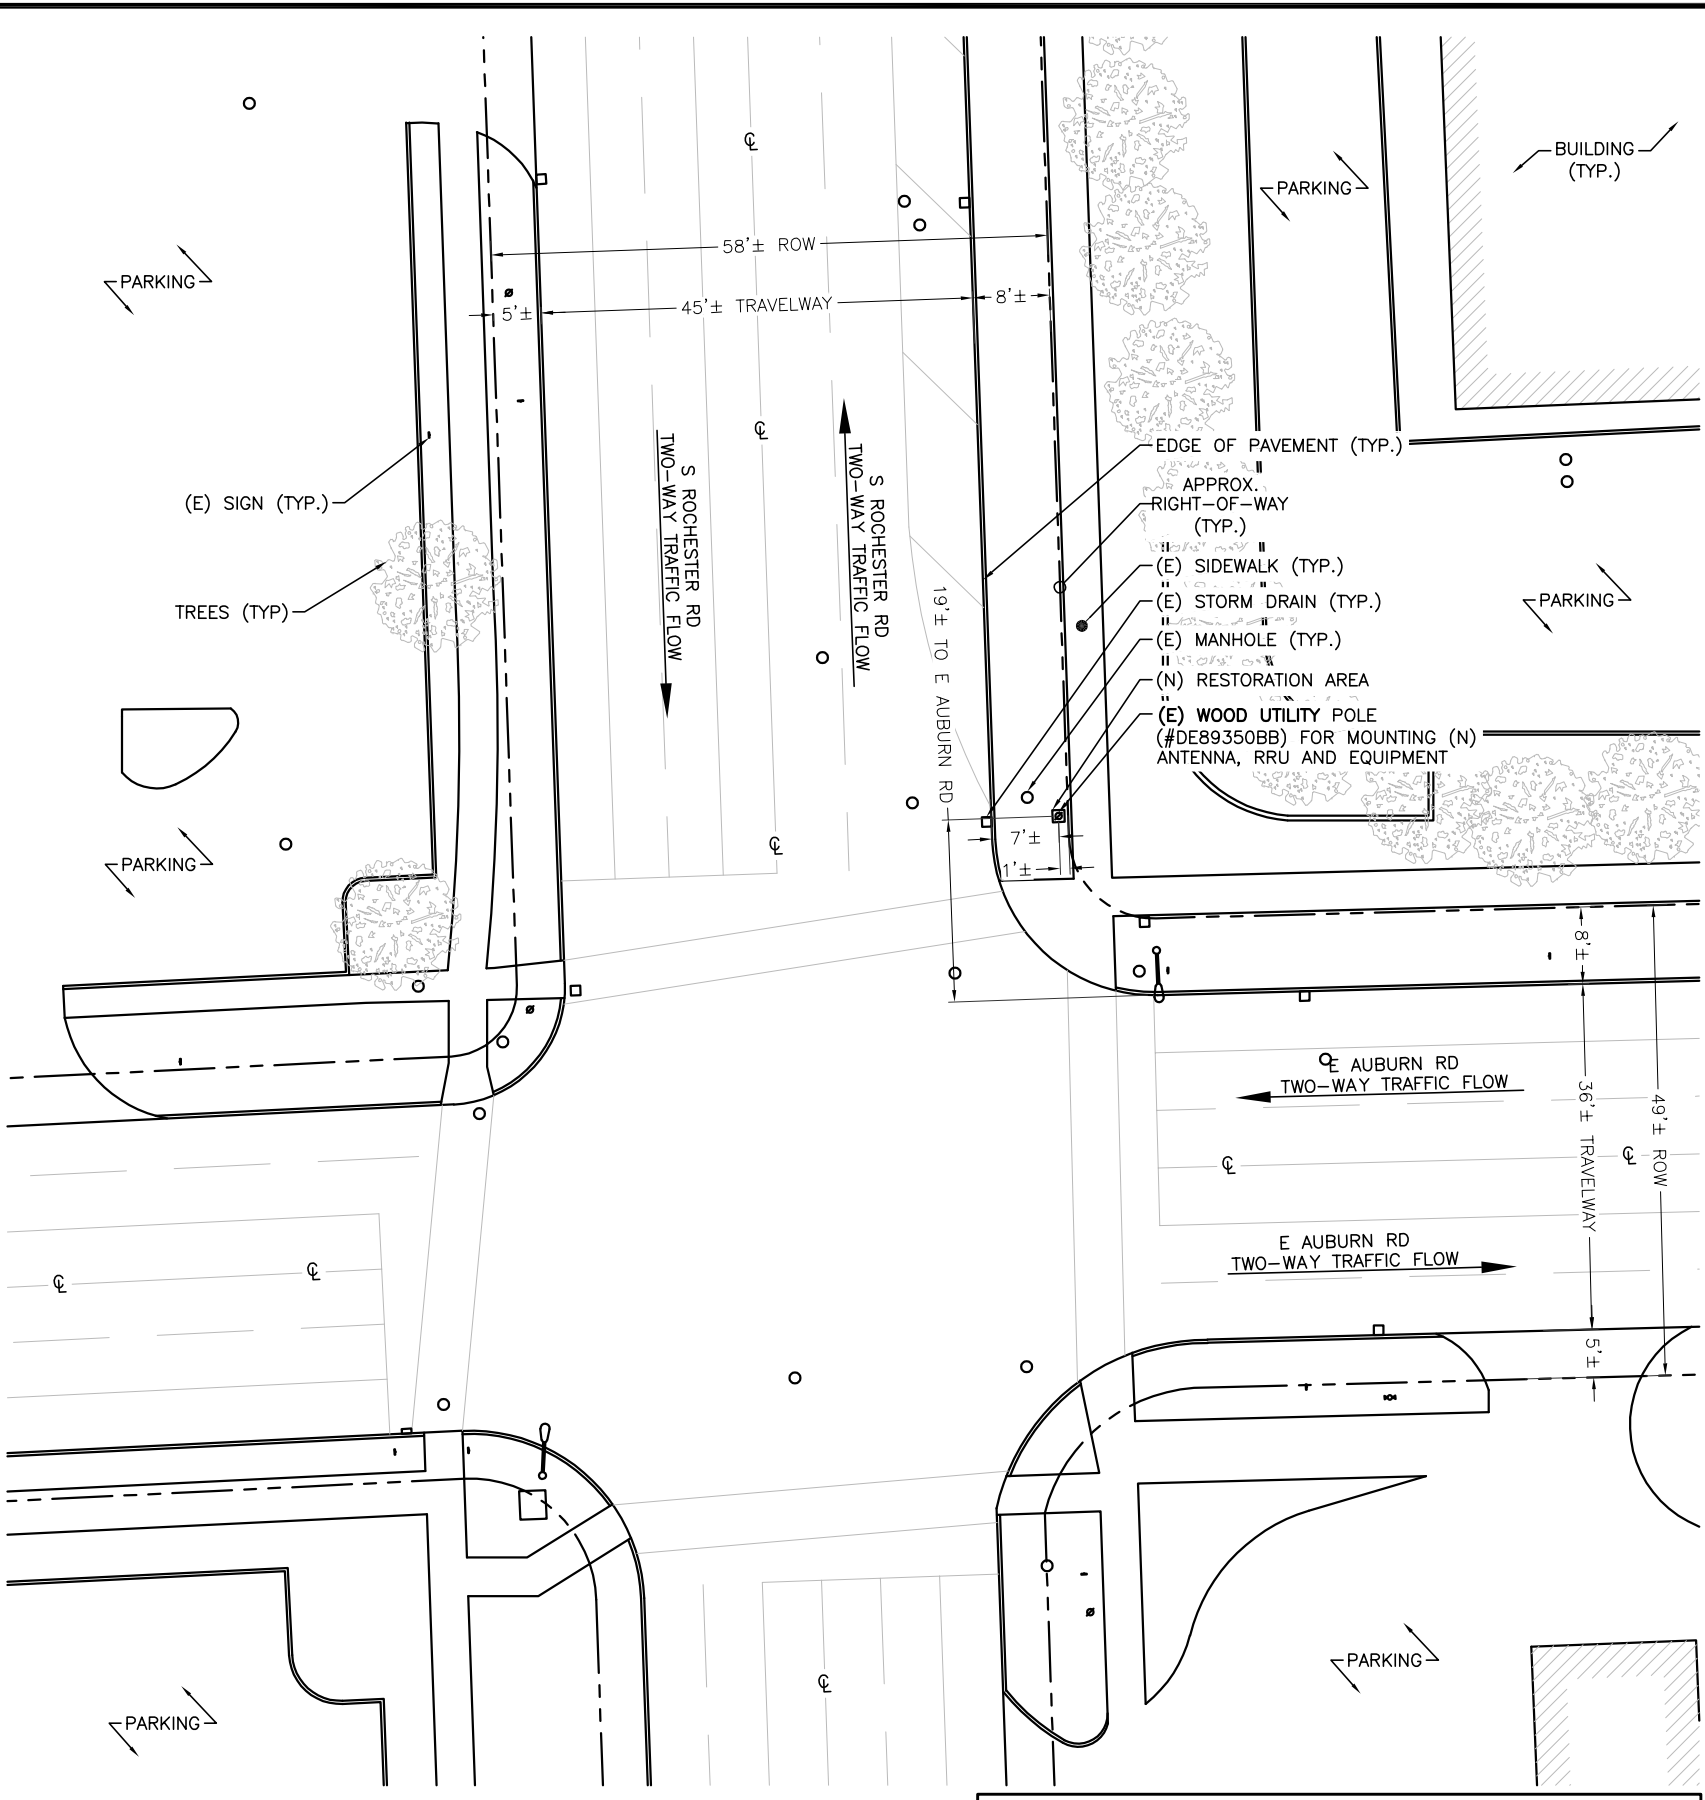 BUILDING
(TYP.)
PARKING
58'± ROW
PARKING
5'±
45'± TRAVELWAY
8'±
℄
℄
EDGE OF PAVEMENT (TYP.)
APPROX.
RIGHT-OF-WAY
(TYP.)
(E) SIGN (TYP.)
S ROCHESTER RD
TWO-WAY TRAFFIC FLOW
S ROCHESTER RD
TWO-WAY TRAFFIC FLOW
(E) SIDEWALK (TYP.)
(E) STORM DRAIN (TYP.)
PARKING
TREES (TYP)
(E) MANHOLE (TYP.)
(N) RESTORATION AREA
(E) WOOD UTILITY POLE
(#DE89350BB) FOR MOUNTING (N)
ANTENNA, RRU AND EQUIPMENT
19'± TO E AUBURN RD
℄
7'±
1'±
PARKING
8'±
E AUBURN RD
TWO-WAY TRAFFIC FLOW
36'± TRAVELWAY
49'± ROW
℄
℄
E AUBURN RD
TWO-WAY TRAFFIC FLOW
℄
℄
5'±
PARKING
℄
PARKING